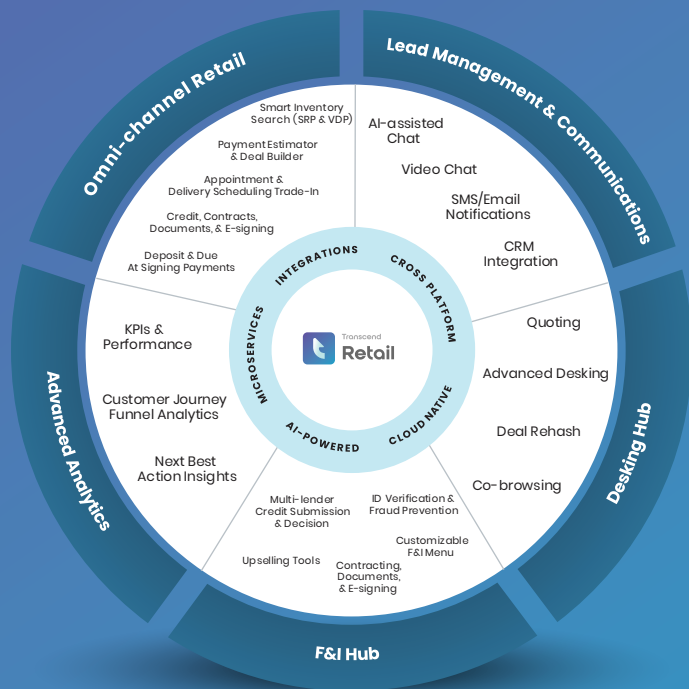 Omni-channel Retail
Smart Inventory
Search (SRP & VDP)
Payment Estimator
& Deal Builder
Appointment &
Delivery Scheduling Trade-In
Credit, Contracts,
Documents, & E-signing
Deposit & Due
At Signing Payments
Lead Management & Communications
AI-assisted
Chat
Video Chat
SMS/Email
Notifications
CRM
Integration
Desking Hub
Quoting
Advanced Desking
Deal Rehash
Co-browsing
F&I Hub
Multi-lender
Credit Submission
& Decision
ID Verification &
Fraud Prevention
Customizable
F&I Menu
Upselling Tools
Contracting,
Documents,
& E-signing
Advanced Analytics
KPIs &
Performance
Customer Journey
Funnel Analytics
Next Best
Action Insights
INTEGRATIONS
CROSS PLATFORM
CLOUD NATIVE
AI-POWERED
MICROSERVICES
Transcend
Retail